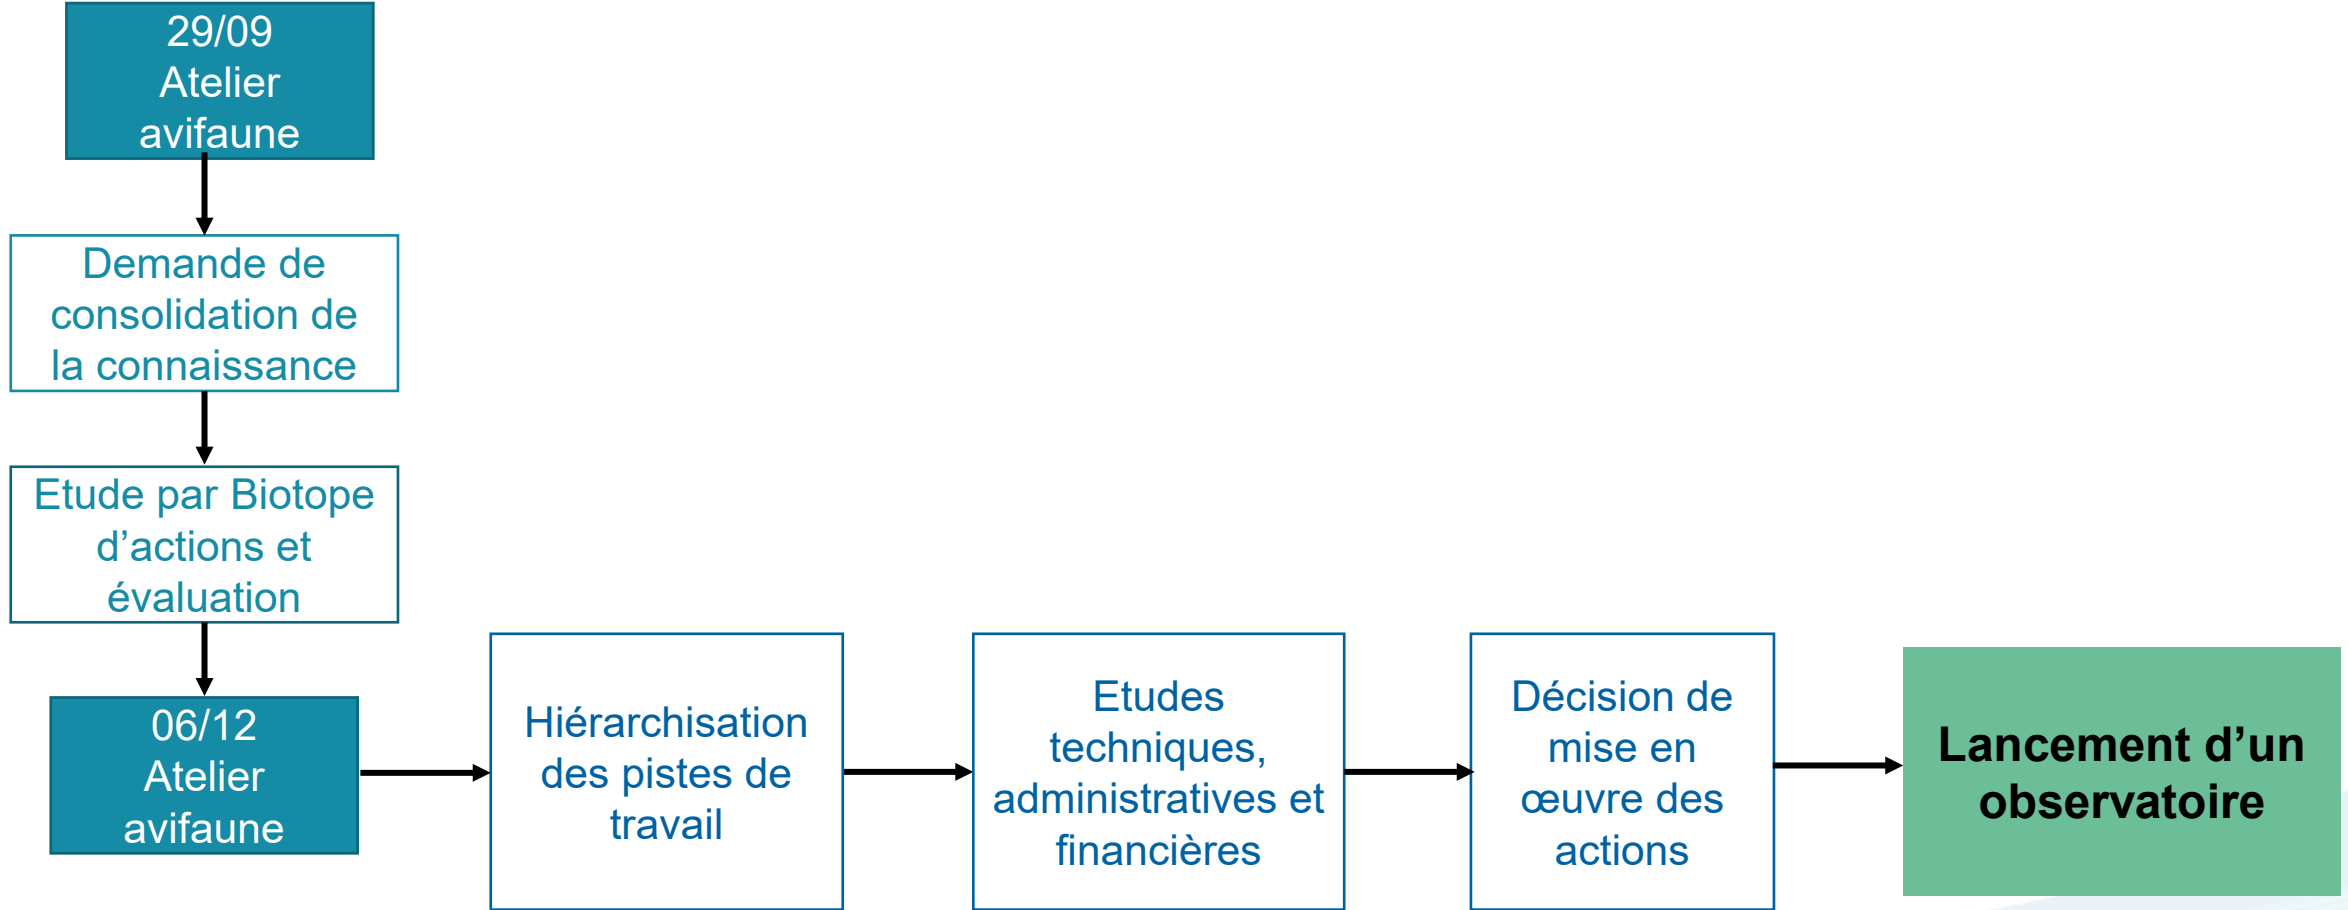 29/09
Atelier
avifaune
Demande de
consolidation de
la connaissance
Etude par Biotope
d’actions et
évaluation
06/12
Atelier
avifaune
Hiérarchisation
des pistes de
travail
Etudes
techniques,
administratives et
financières
Décision de
mise en
œuvre des
actions
Lancement d’un
observatoire